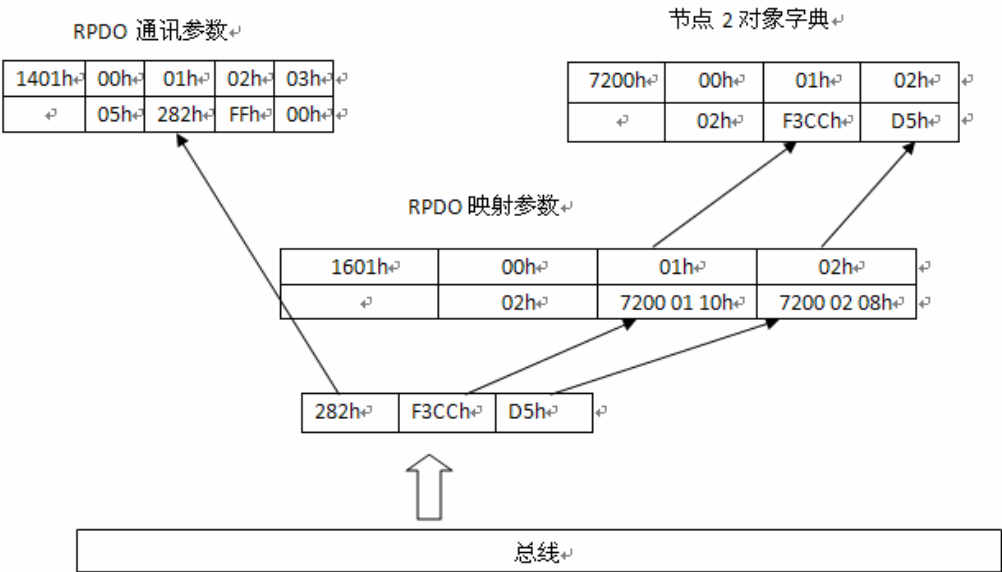 RPDO 通讯参数
节点 2 对象字典
1401h 00h 01h 02h 03h
05h 282h FFh 00h
7200h 00h 01h 02h
02h F3CCh D5h
RPDO 映射参数
1601h 00h 01h 02h
02h 7200 01 10h 7200 02 08h
282h F3CCh D5h
总线